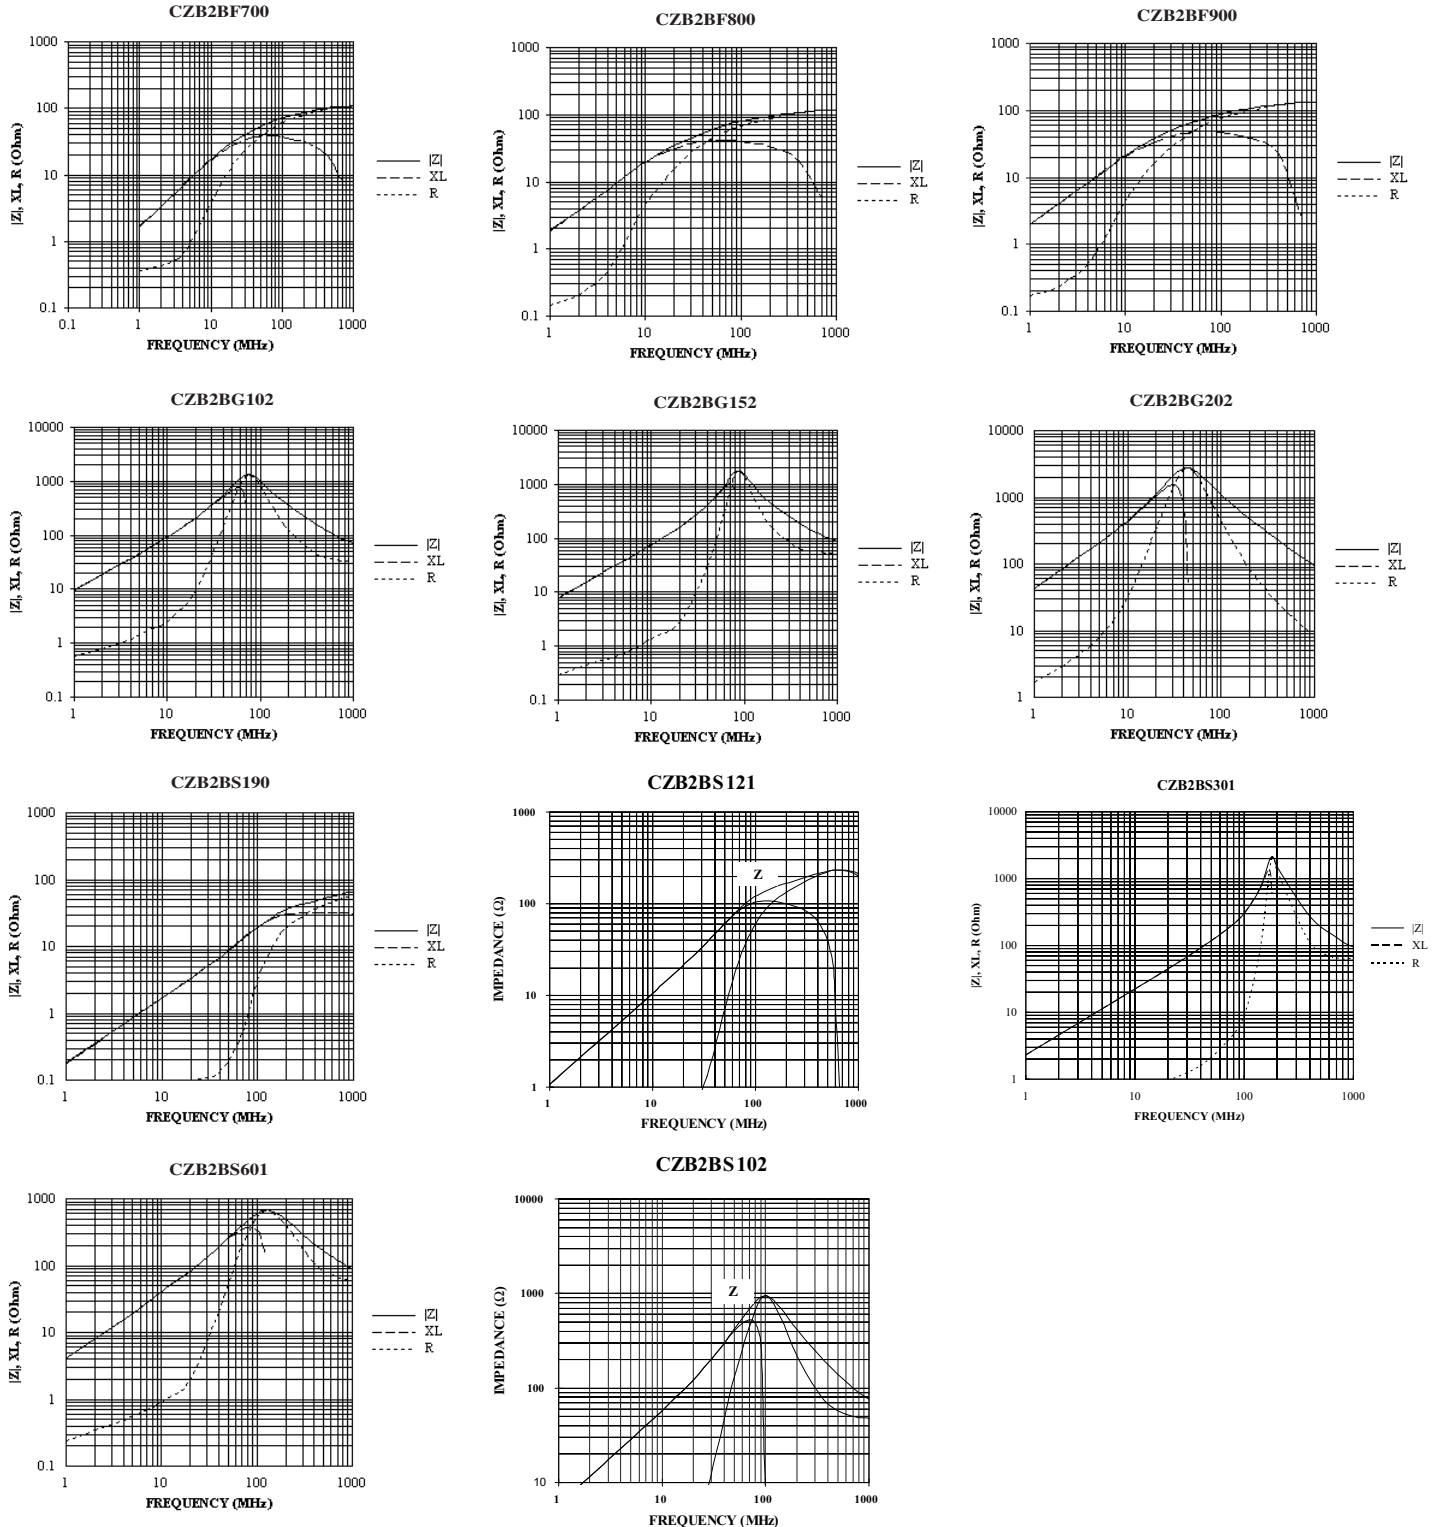 CZB2BF700
1000
100
10
1
0.1
0.1 1 10 100 1000
|Z|, XL, R (Ohm)
FREQUENCY (MHz)
|Z|
XL
R
CZB2BF800
1000
100
10
1
0.1
1 10 100 1000
|Z|, XL, R (Ohm)
FREQUENCY (MHz)
|Z|
XL
R
CZB2BF900
1000
100
10
1
0.1
1 10 100 1000
|Z|, XL, R (Ohm)
FREQUENCY (MHz)
|Z|
XL
R
CZB2BG102
10000
1000
100
10
1
0.1
1 10 100 1000
|Z|, XL, R (Ohm)
FREQUENCY (MHz)
|Z|
XL
R
CZB2BG152
10000
1000
100
10
1
0.1
1 10 100 1000
|Z|, XL, R (Ohm)
FREQUENCY (MHz)
|Z|
XL
R
CZB2BG202
10000
1000
100
10
1
1 10 100 1000
|Z|, XL, R (Ohm)
FREQUENCY (MHz)
|Z|
XL
R
CZB2BS190
1000
100
10
1
0.1
1 10 100 1000
|Z|, XL, R (Ohm)
FREQUENCY (MHz)
|Z|
XL
R
CZB2BS121
1000
100
10
1
1 10 100 1000
Z
IMPEDANCE (Ω)
FREQUENCY (MHz)
CZB2BS301
10000
1000
100
10
1
1 10 100 1000
|Z|, XL, R (Ohm)
FREQUENCY (MHz)
|Z|
XL
R
CZB2BS601
1000
100
10
1
0.1
1 10 100 1000
|Z|, XL, R (Ohm)
FREQUENCY (MHz)
|Z|
XL
R
CZB2BS102
10000
1000
100
10
1 10 100 1000
Z
IMPEDANCE (Ω)
FREQUENCY (MHz)